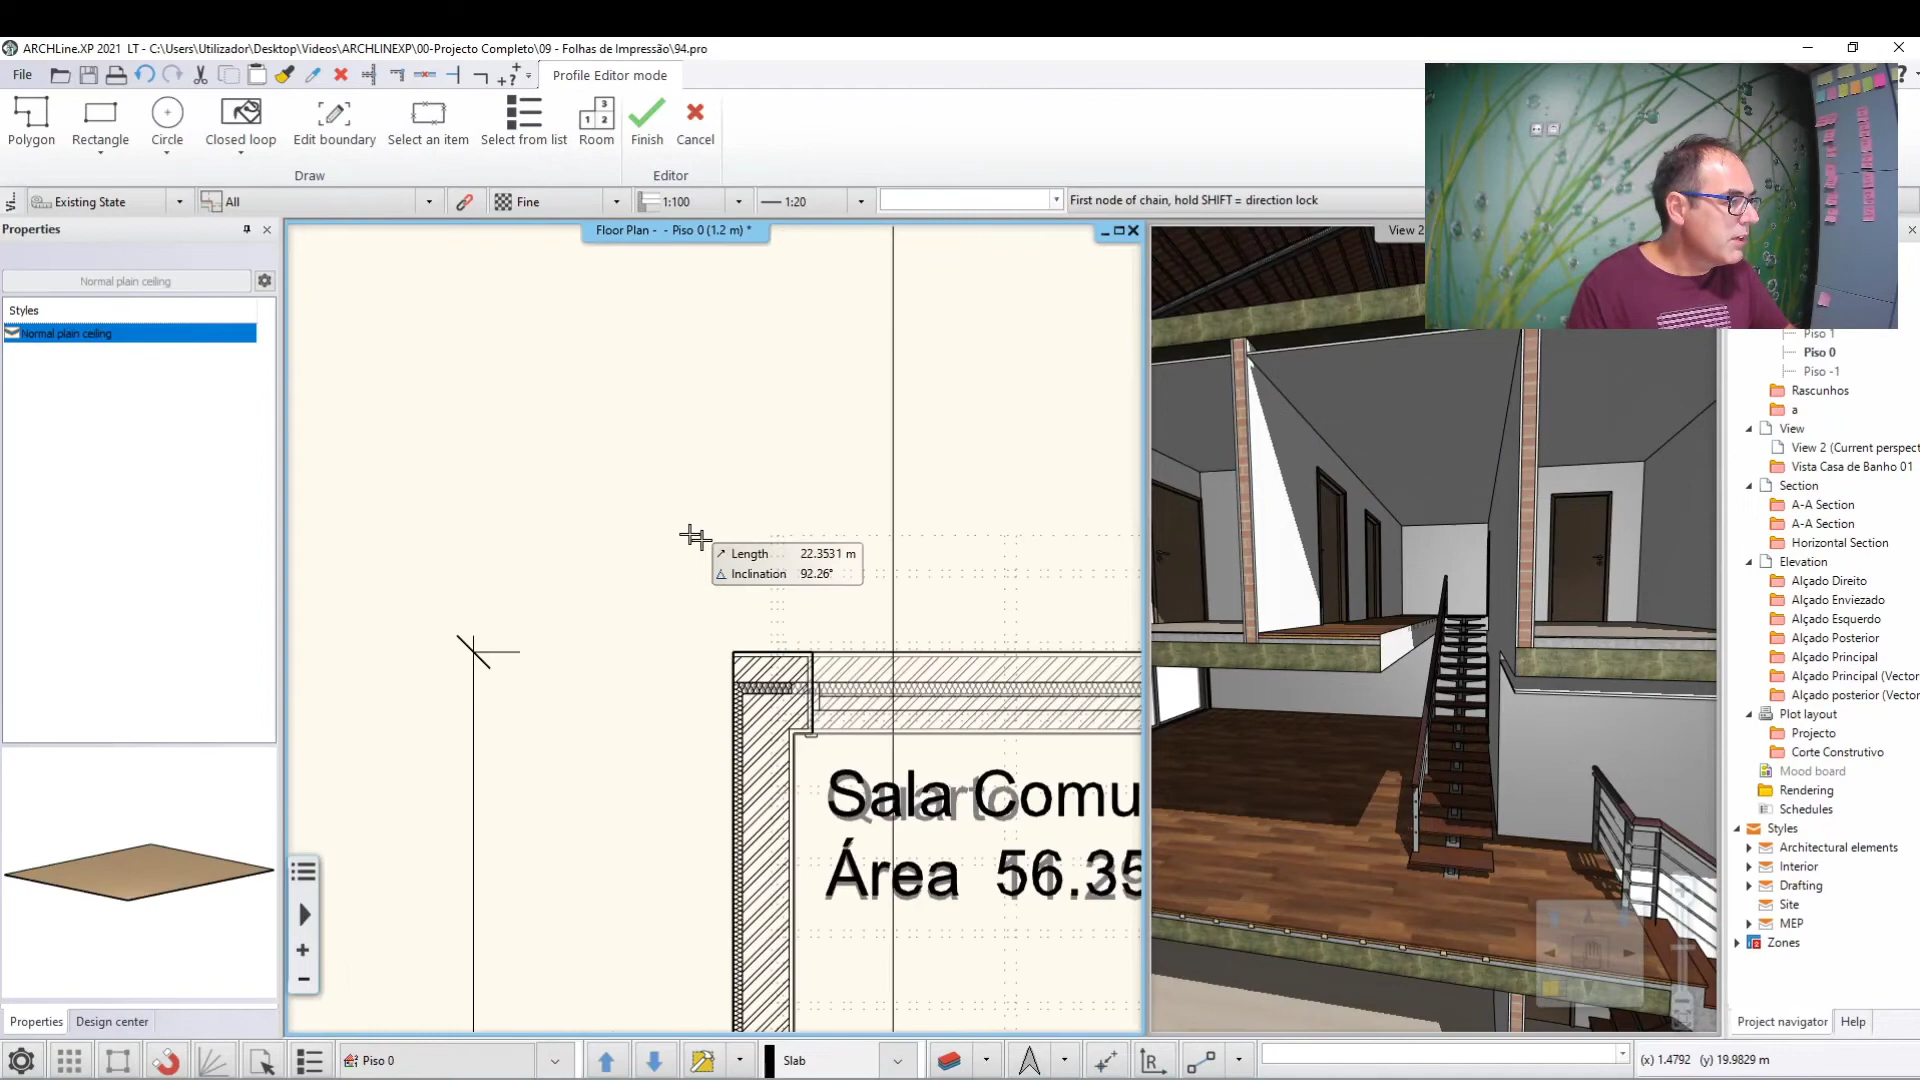 ARCHLine.XP 2021 LT - C:\Users\Utilizador\Desktop\Videos\ARCHLINEXP\00-Projecto Completo\09 - Folhas de Impressão\94.pro
File
Profile Editor mode
Polygon
Rectangle
Circle
Closed loop
Edit boundary
Select an item
Select from list
Room
Finish
Cancel
Draw
Editor
Existing State
All
Fine
1:100
1:20
First node of chain, hold SHIFT = direction lock
Properties
Floor Plan - - Piso 0 (1.2 m) *
View 2
Normal plain ceiling
Styles
Normal plain ceiling
Length 22.3531 m
Inclination 92.26°
Sala Comu
Quarto
Área 56.35
Piso 1
Piso 0
Piso -1
Rascunhos
a
View
View 2 (Current perspect
Vista Casa de Banho 01
Section
A-A Section
A-A Section
Horizontal Section
Elevation
Alçado Direito
Alçado Enviezado
Alçado Esquerdo
Alçado Posterior
Alçado Principal
Alçado Principal (Vector
Alçado posterior (Vector
Plot layout
Projecto
Corte Construtivo
Mood board
Rendering
Schedules
Styles
Architectural elements
Interior
Drafting
Site
MEP
Zones
Properties
Design center
Project navigator
Help
Piso 0
Slab
(x) 1.4792 (y) 19.9829 m